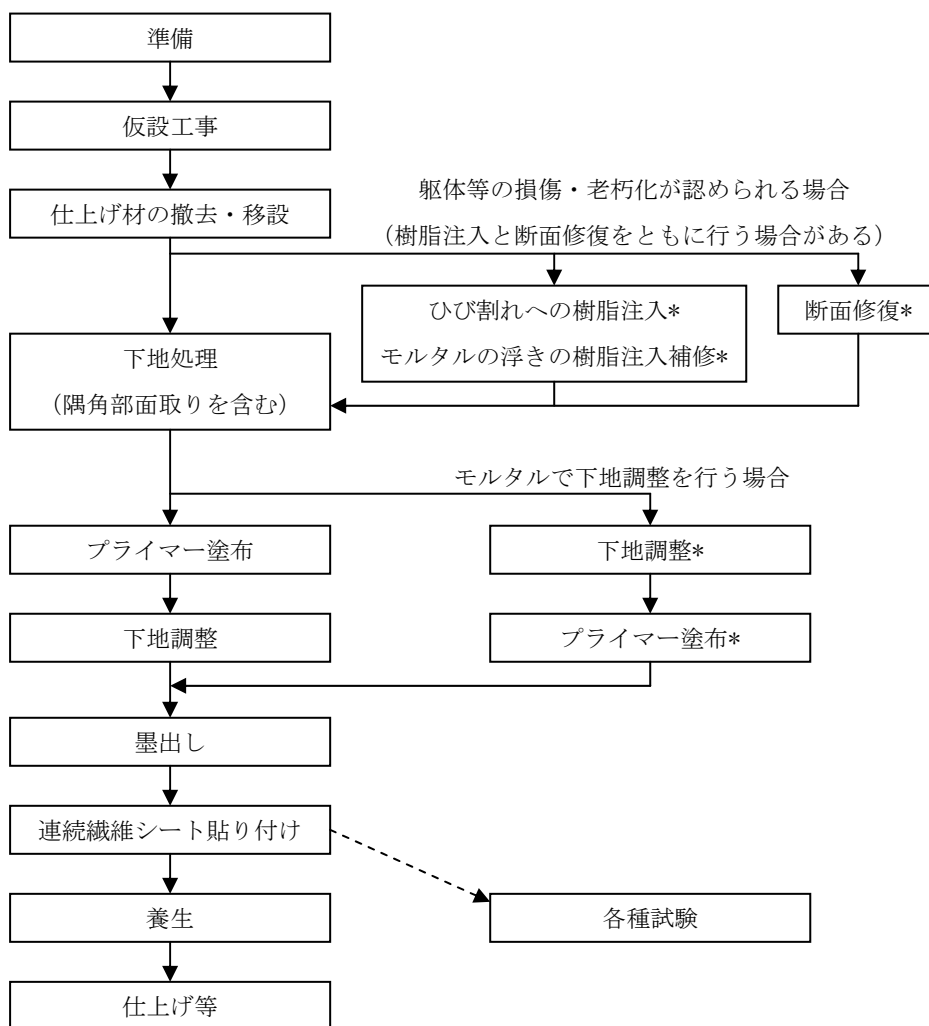 準備
仮設工事
仕上げ材の撤去・移設
躯体等の損傷・老朽化が認められる場合
（樹脂注入と断面修復をともに行う場合がある）
ひび割れへの樹脂注入*
モルタルの浮きの樹脂注入補修*
断面修復*
下地処理
（隅角部面取りを含む）
モルタルで下地調整を行う場合
プライマー塗布
下地調整*
下地調整
プライマー塗布*
墨出し
連続繊維シート貼り付け
各種試験
養生
仕上げ等